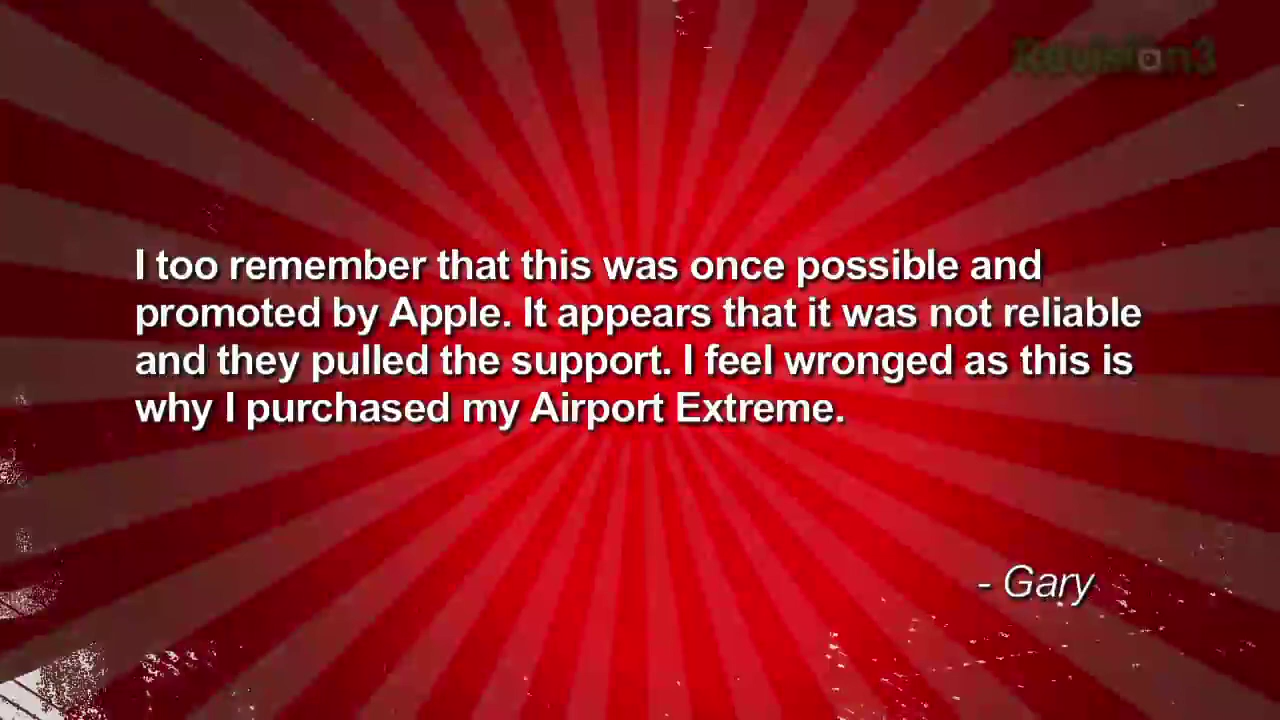 Revision3
I too remember that this was once possible and
promoted by Apple. It appears that it was not reliable
and they pulled the support. I feel wronged as this is
why I purchased my Airport Extreme.
- Gary